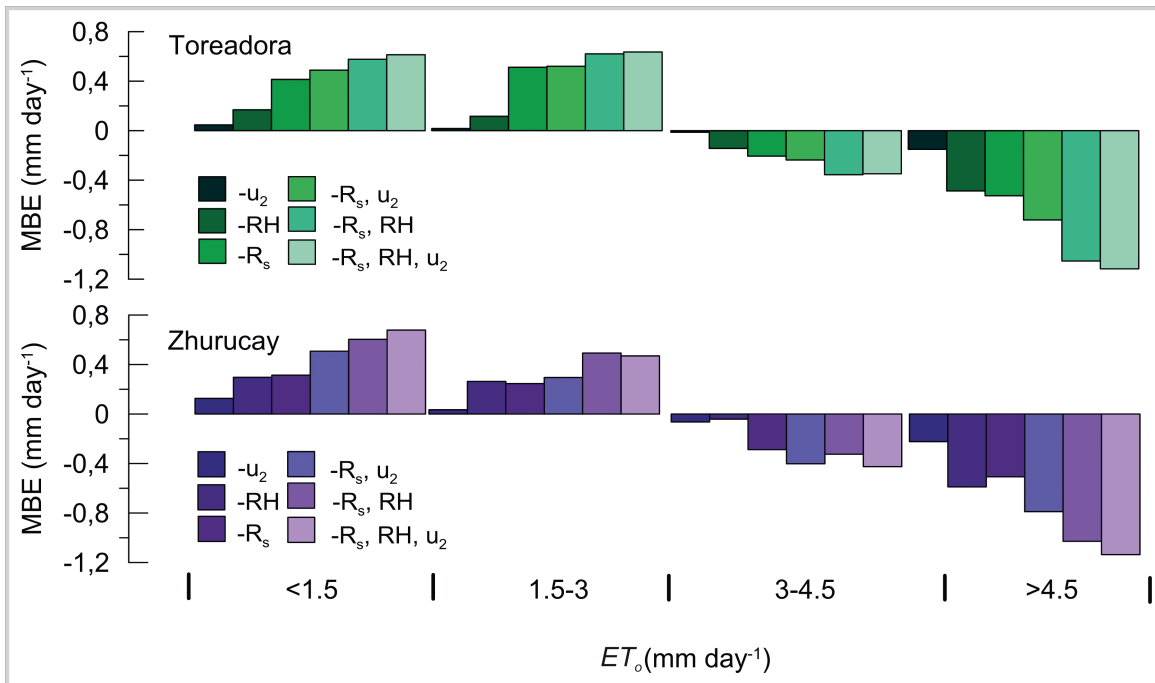 Toreadora
MBE (mm day⁻¹)
0,8
0.4
0
-0.4
-0.8
-1,2
-u₂
-RH
-Rₛ
-Rₛ, u₂
-Rₛ, RH
-Rₛ, RH, u₂
Zhurucay
MBE (mm day⁻¹)
0,8
0.4
0
-0.4
-0.8
-1.2
-u₂
-RH
-Rₛ
-Rₛ, u₂
-Rₛ, RH
-Rₛ, RH, u₂
<1.5
1.5-3
3-4.5
>4.5
ETₒ(mm day⁻¹)